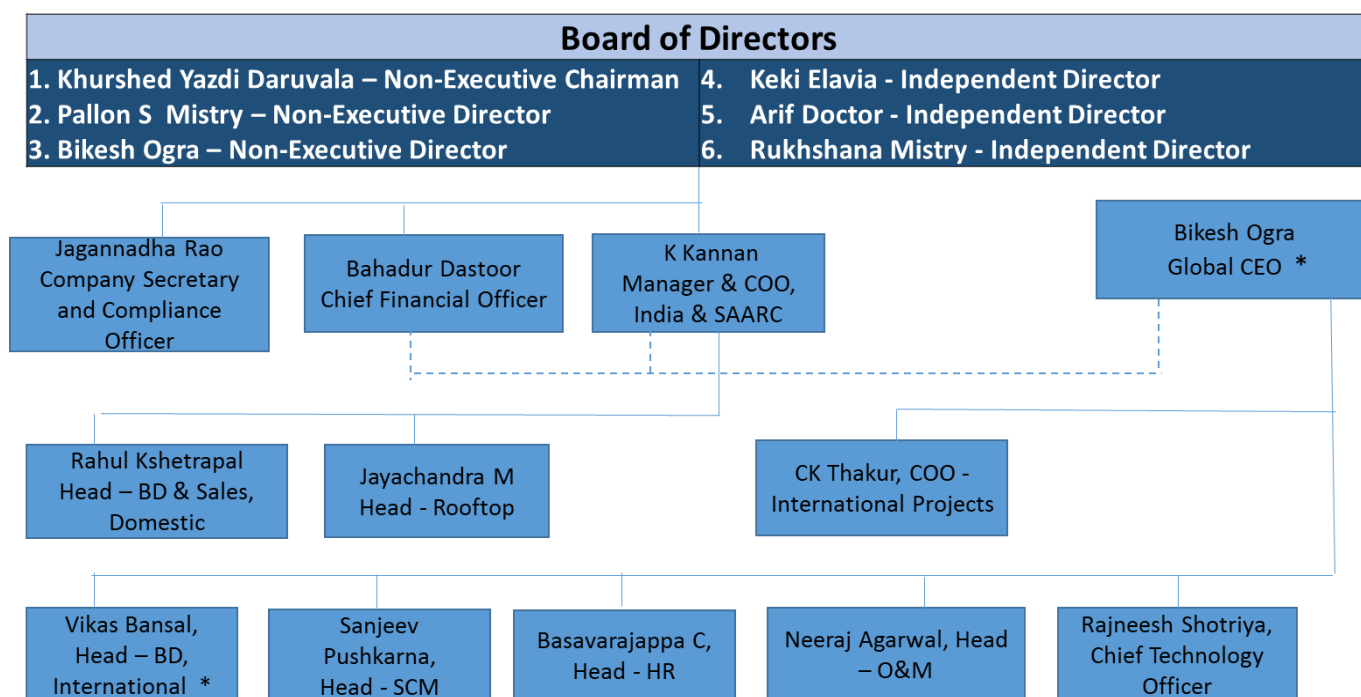 Board of Directors
1. Khurshed Yazdi Daruvala – Non-Executive Chairman
2. Pallon S Mistry – Non-Executive Director
3. Bikesh Ogra – Non-Executive Director
4. Keki Elavia - Independent Director
5. Arif Doctor - Independent Director
6. Rukhshana Mistry - Independent Director
Jagannadha Rao
Company Secretary
and Compliance
Officer
Bahadur Dastoor
Chief Financial Officer
K Kannan
Manager & COO,
India & SAARC
Bikesh Ogra
Global CEO *
Rahul Kshetrapal
Head – BD & Sales,
Domestic
Jayachandra M
Head - Rooftop
CK Thakur, COO -
International Projects
Vikas Bansal,
Head – BD,
International *
Sanjeev
Pushkarna,
Head - SCM
Basavarajappa C,
Head - HR
Neeraj Agarwal, Head
– O&M
Rajneesh Shotriya,
Chief Technology
Officer